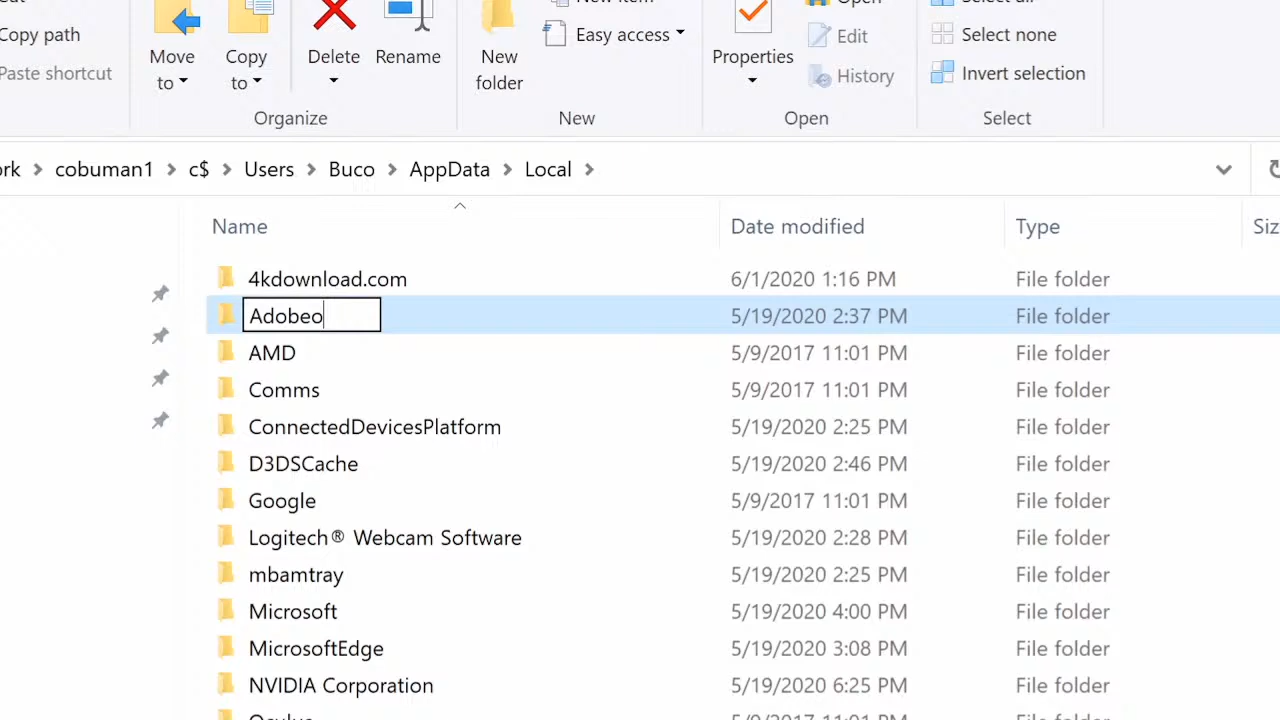 Copy path
Paste shortcut
Move to
Copy to
Delete
Rename
Organize
New folder
New item
Easy access
New
Properties
Open
Edit
History
Open
Select all
Select none
Invert selection
Select
cobuman1 c$ Users Buco AppData Local
Name Date modified Type
4kdownload.com 6/1/2020 1:16 PM File folder
Adobeo 5/19/2020 2:37 PM File folder
AMD 5/9/2017 11:01 PM File folder
Comms 5/9/2017 11:01 PM File folder
ConnectedDevicesPlatform 5/19/2020 2:25 PM File folder
D3DSCache 5/19/2020 2:46 PM File folder
Google 5/9/2017 11:01 PM File folder
Logitech® Webcam Software 5/19/2020 2:28 PM File folder
mbamtray 5/19/2020 2:25 PM File folder
Microsoft 5/19/2020 4:00 PM File folder
MicrosoftEdge 5/19/2020 3:08 PM File folder
NVIDIA Corporation 5/19/2020 6:25 PM File folder